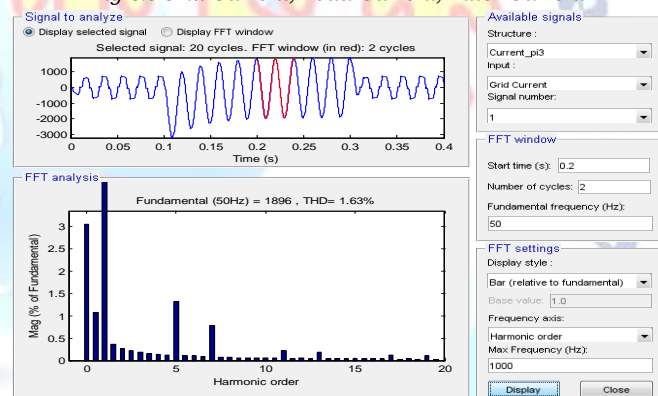 Signal to analyze
Display selected signal
Display FFT window
Selected signal: 20 cycles. FFT window (in red): 2 cycles
1000
0
-1000
-2000
-3000
0 0.05 0.1 0.15 0.2 0.25 0.3 0.35 0.4
Time (s)
FFT analysis
Fundamental (50Hz) = 1896 , THD= 1.63%
Mag (% of Fundamental)
3
2.5
2
1.5
1
0.5
0
0 5 10 15 20
Harmonic order
Available signals
Structure :
Current_pi3
Input :
Grid Current
Signal number:
1
FFT window
Start time (s): 0.2
Number of cycles: 2
Fundamental frequency (Hz):
50
FFT settings
Display style :
Bar (relative to fundamental)
Base value: 1.0
Frequency axis:
Harmonic order
Max Frequency (Hz):
1000
Display
Close